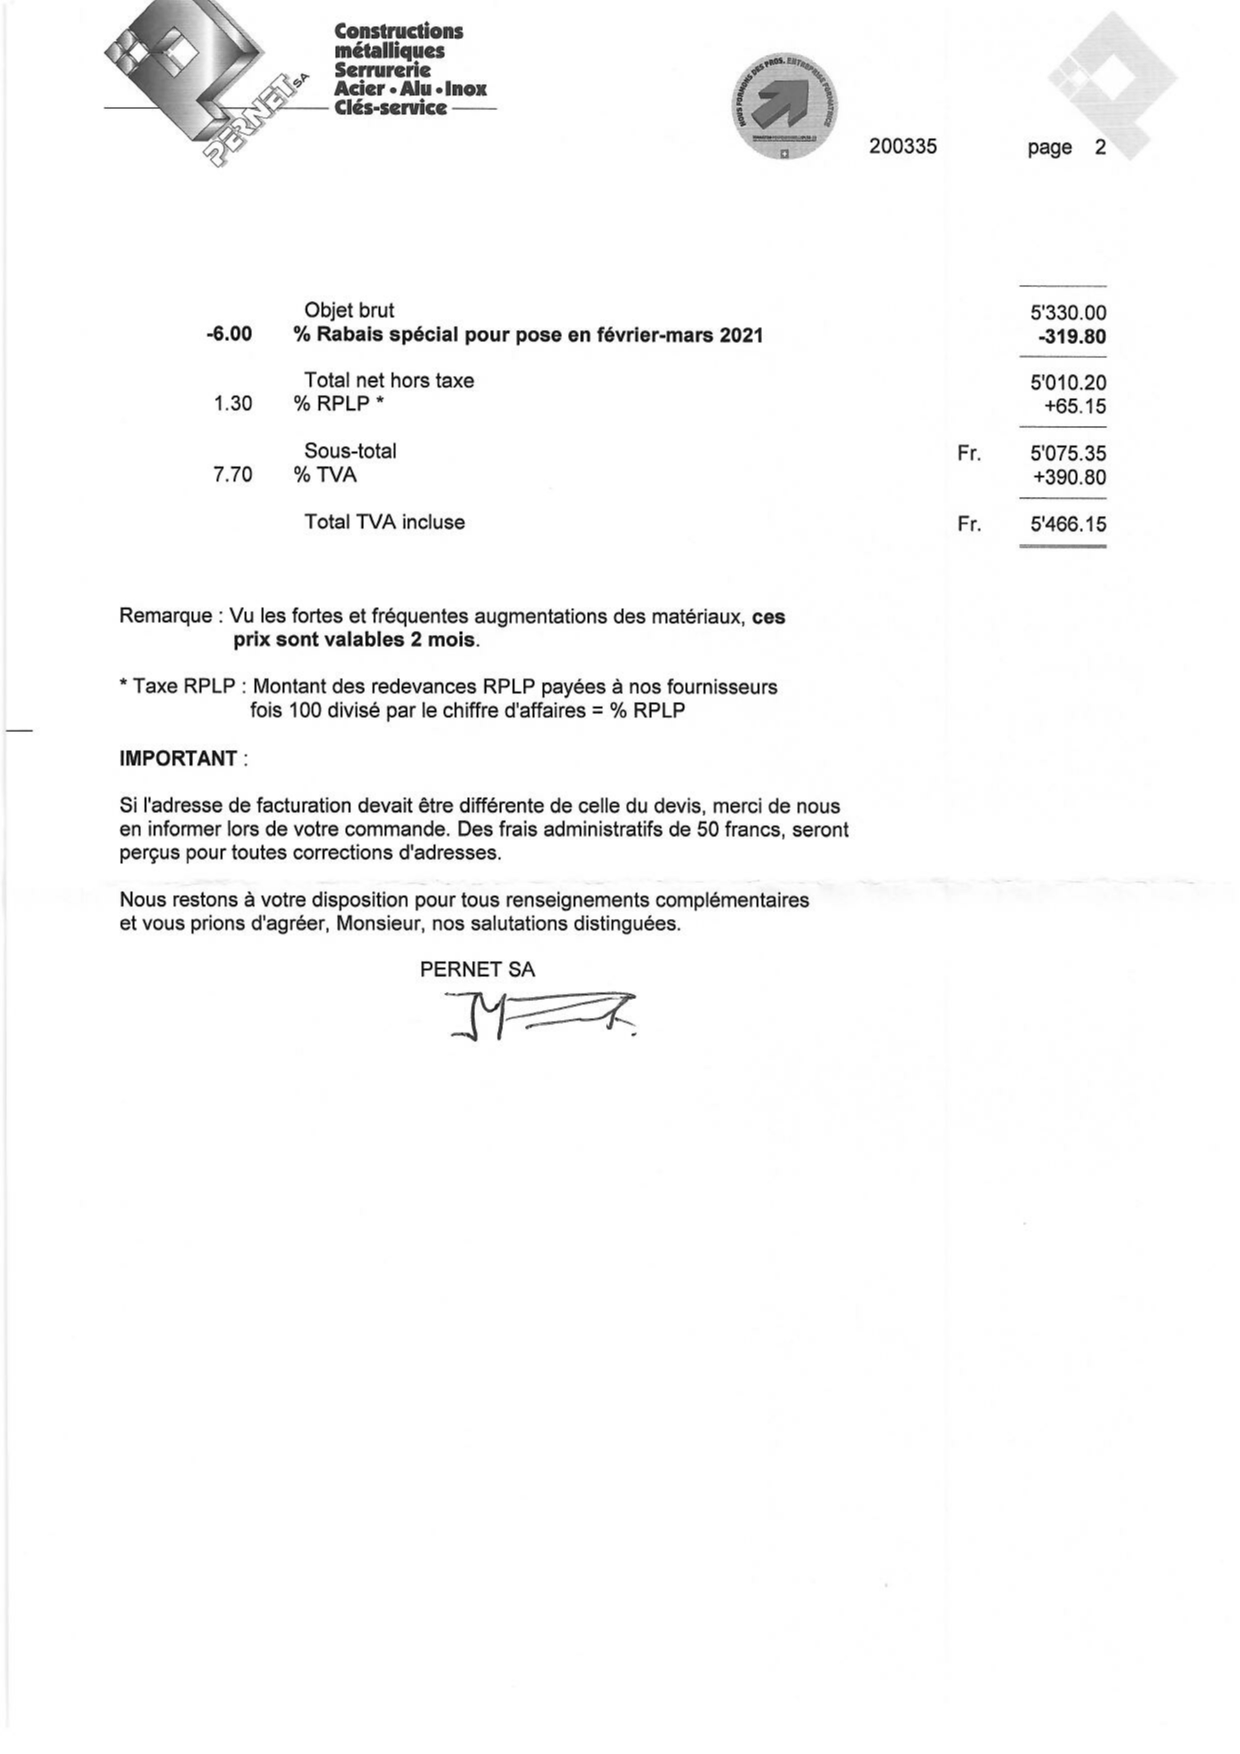 Constructions
métalliques
Serrurerie
Acier • Alu • Inox
Clés-service
PERNET SA
NOUS FORMONS DES PROS. ENTREPRISE FORMATRICE
200335 page 2
Objet brut 5'330.00
-6.00 % Rabais spécial pour pose en février-mars 2021 -319.80
Total net hors taxe 5'010.20
1.30 % RPLP * +65.15
Sous-total Fr. 5'075.35
7.70 % TVA +390.80
Total TVA incluse Fr. 5'466.15
Remarque : Vu les fortes et fréquentes augmentations des matériaux, ces
prix sont valables 2 mois.
* Taxe RPLP : Montant des redevances RPLP payées à nos fournisseurs
fois 100 divisé par le chiffre d'affaires = % RPLP
IMPORTANT :
Si l'adresse de facturation devait être différente de celle du devis, merci de nous
en informer lors de votre commande. Des frais administratifs de 50 francs, seront
perçus pour toutes corrections d'adresses.
Nous restons à votre disposition pour tous renseignements complémentaires
et vous prions d'agréer, Monsieur, nos salutations distinguées.
PERNET SA